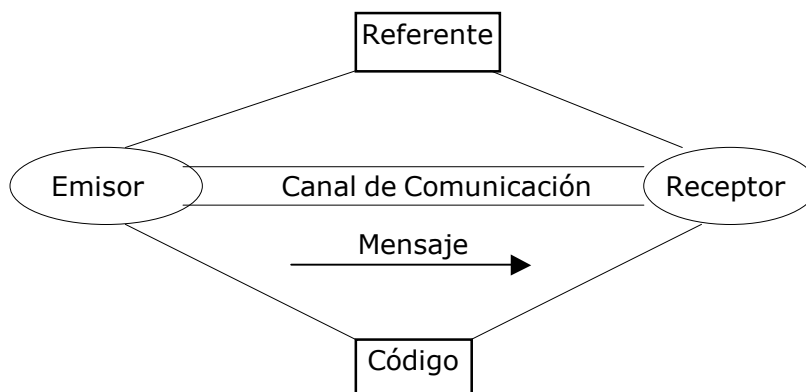 Referente
Emisor
Canal de Comunicación
Receptor
Mensaje
Código